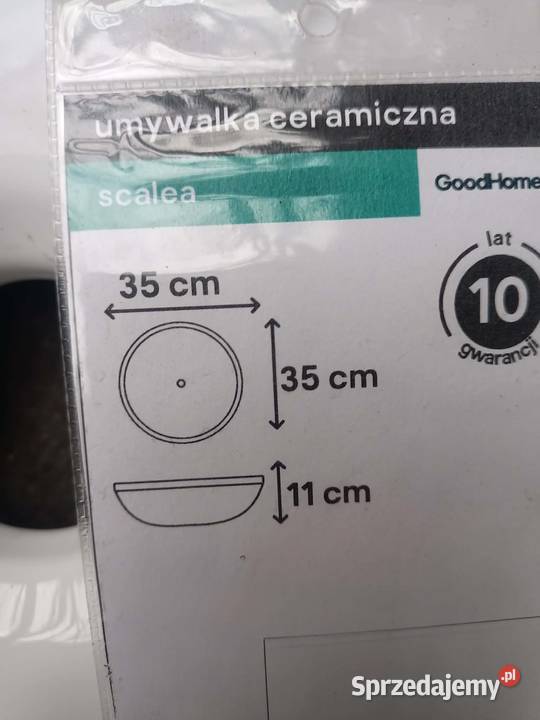 umywalka ceramiczna
scalea
GoodHome
lat
10
gwarancji
35 cm
35 cm
11 cm
Sprzedajemy.pl